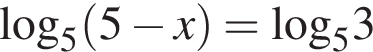 log₅(5 − x) = log₅3